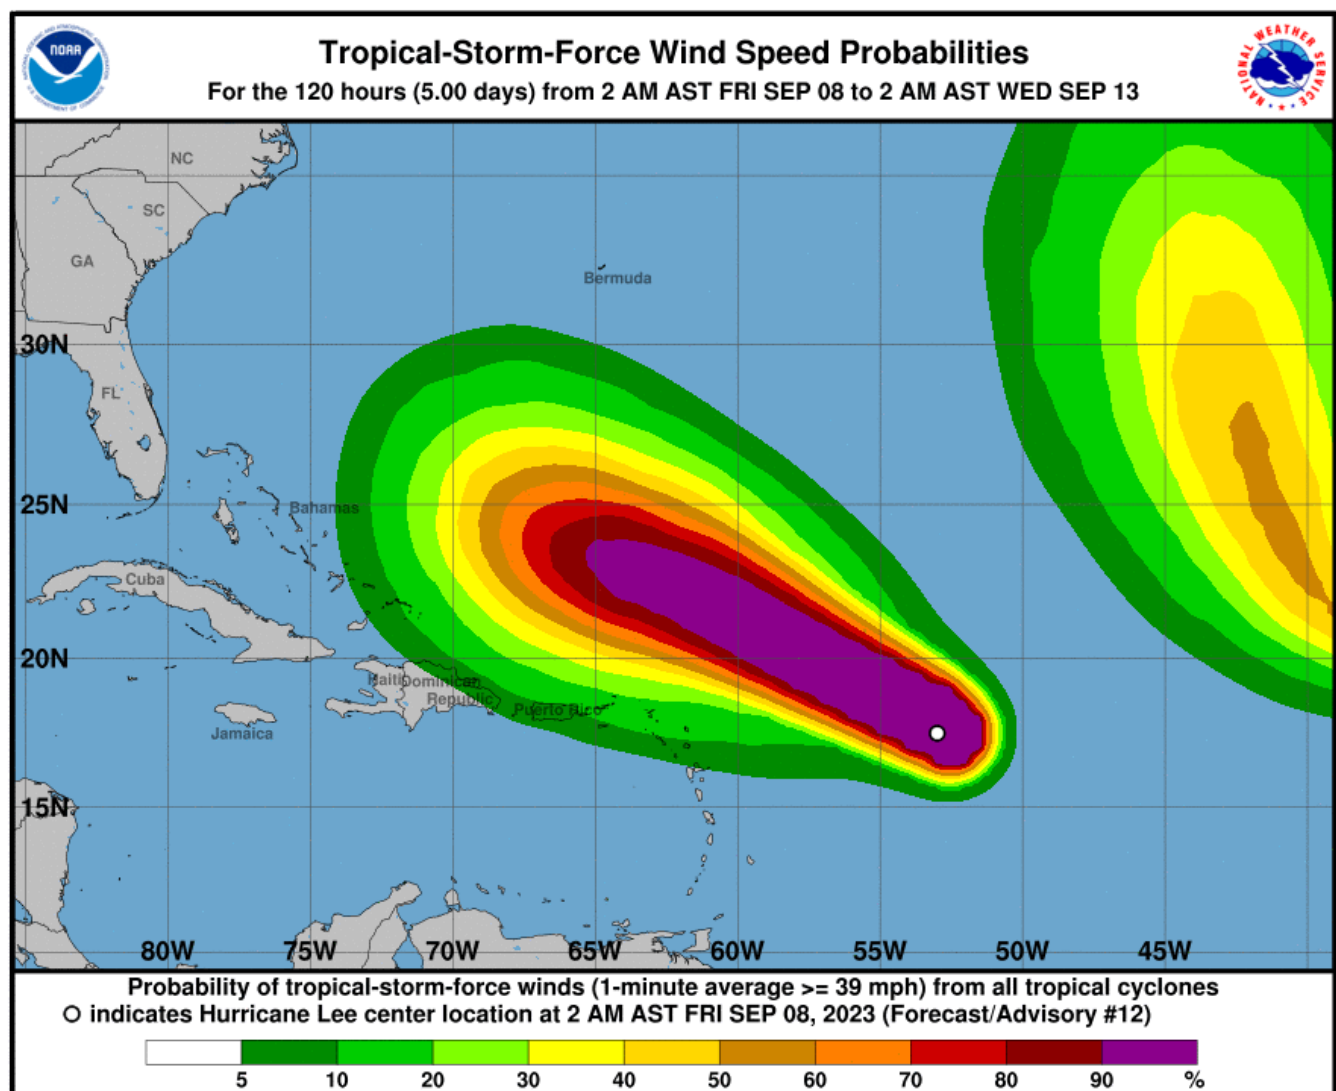 NOAA
Tropical-Storm-Force Wind Speed Probabilities
For the 120 hours (5.00 days) from 2 AM AST FRI SEP 08 to 2 AM AST WED SEP 13
NATIONAL WEATHER SERVICE
NC
SC
GA
Bermuda
30N
FL
25N
Bahamas
Cuba
20N
Haiti
Dominican
Republic
Puerto Rico
Jamaica
15N
80W 75W 70W 65W 60W 55W 50W 45W
Probability of tropical-storm-force winds (1-minute average >= 39 mph) from all tropical cyclones
O indicates Hurricane Lee center location at 2 AM AST FRI SEP 08, 2023 (Forecast/Advisory #12)
5 10 20 30 40 50 60 70 80 90 %